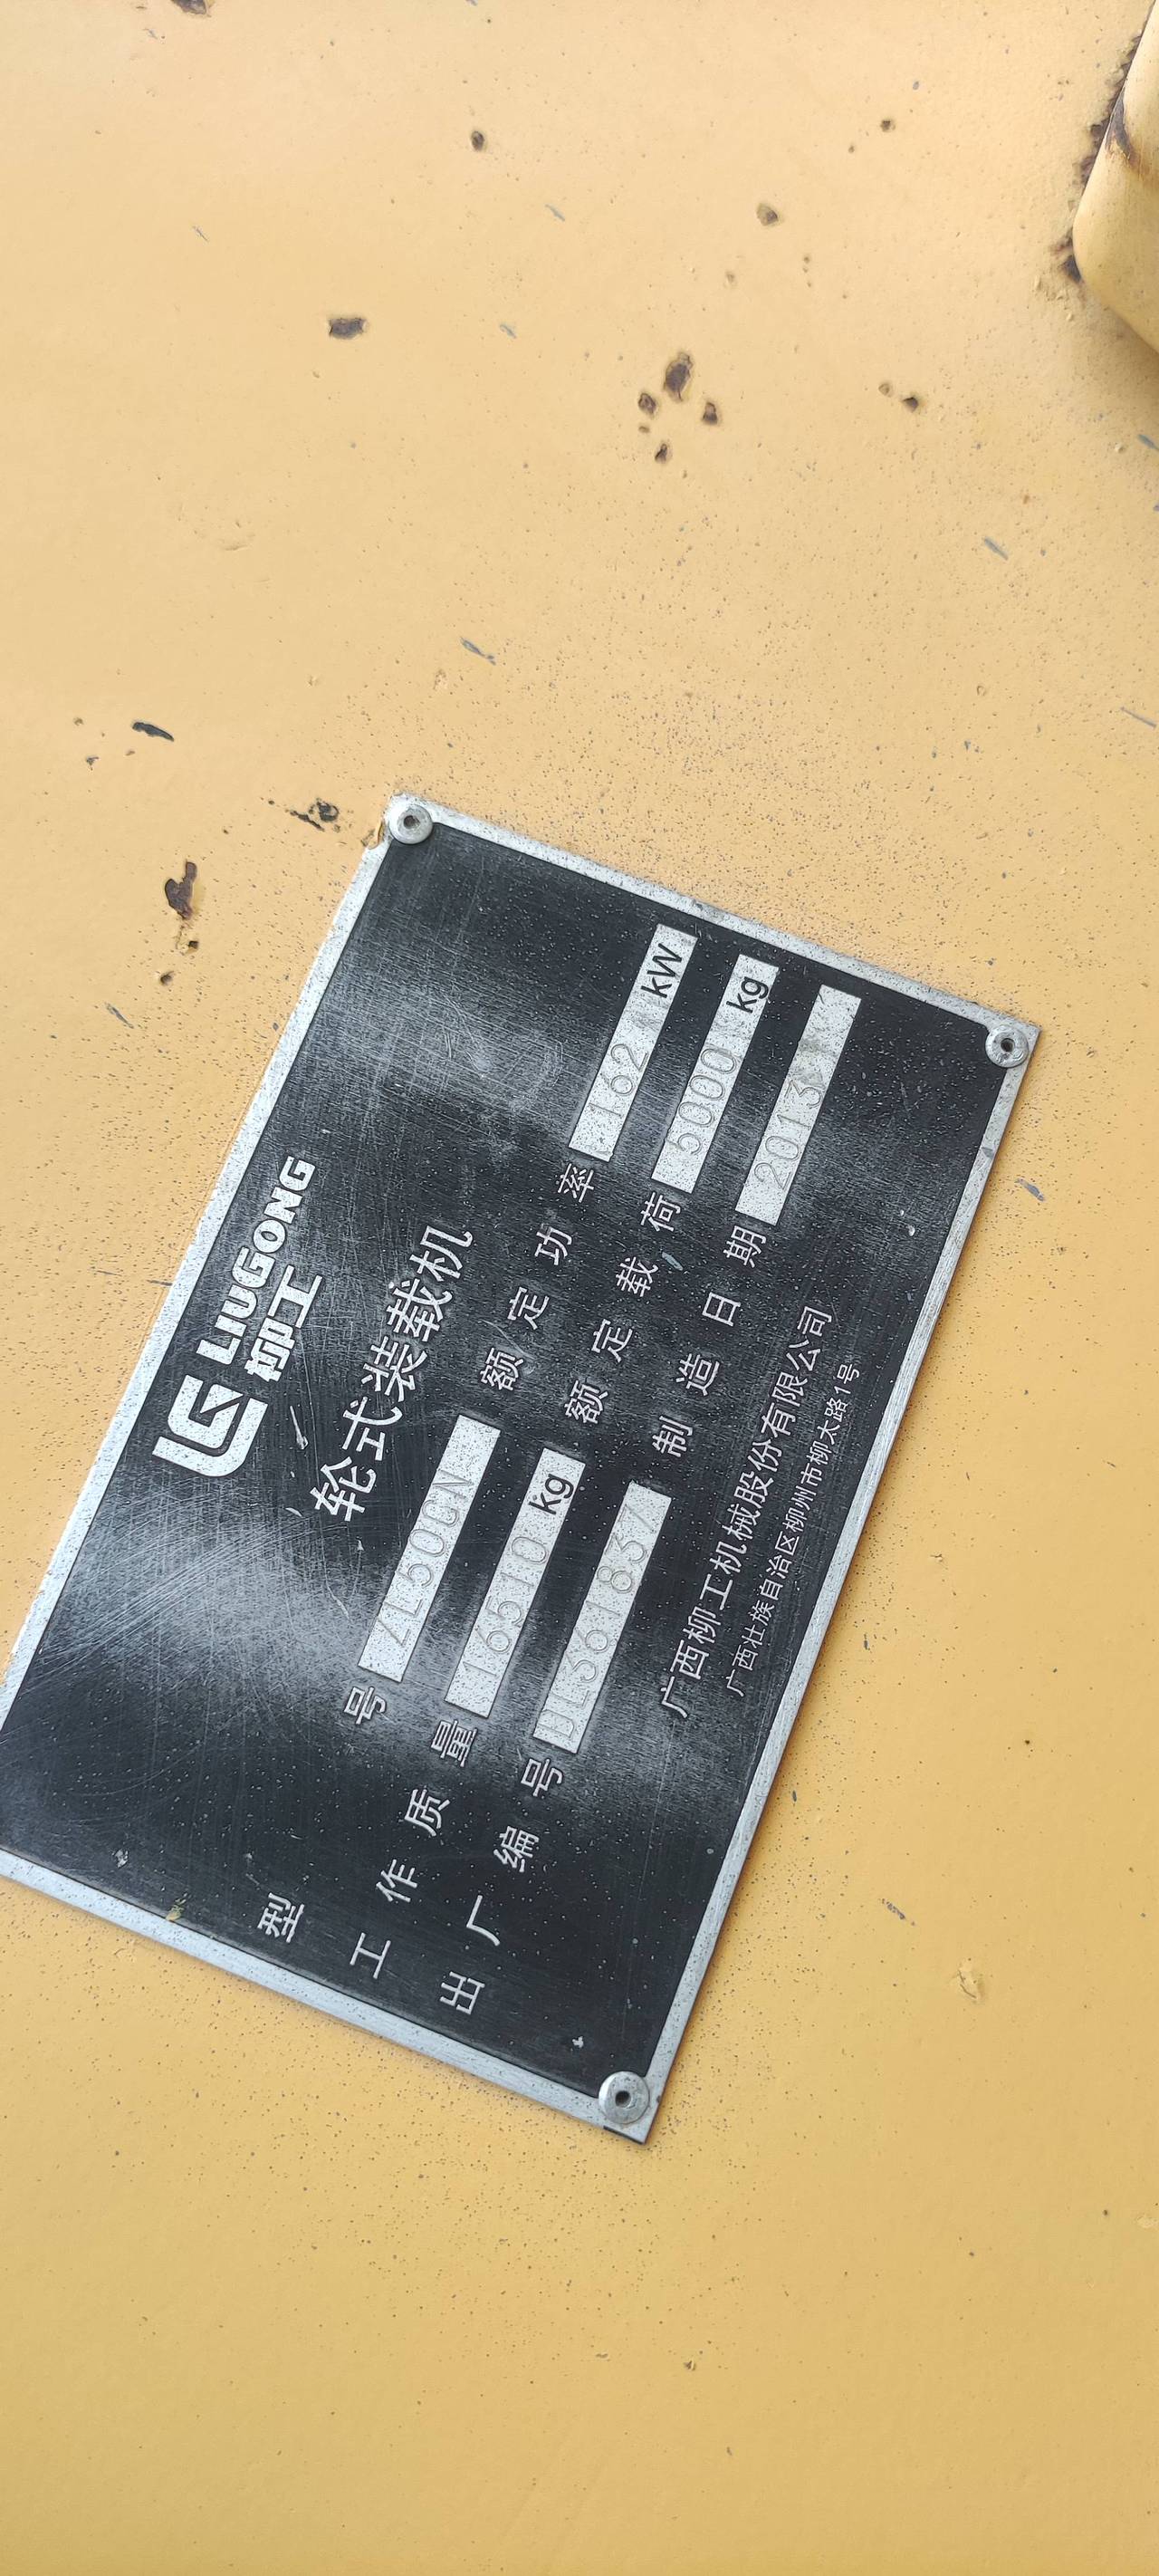 LIUGONG
柳工
轮式装载机
型 号 ZL50CN 额 定 功 率 162 kW
工 作 质 量 16510 kg 额 定 载 荷 5000 kg
出 厂 编 号 DL361837 制 造 日 期 2013
广西柳工机械股份有限公司
广西壮族自治区柳州市柳太路1号